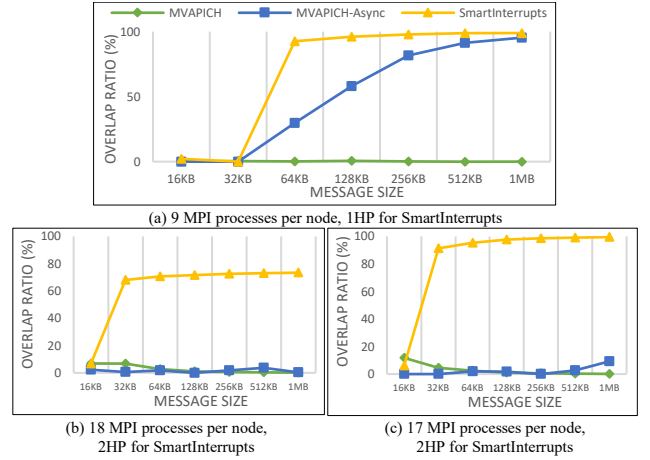 MVAPICH MVAPICH-Async SmartInterrupts
OVERLAP RATIO (%)
100
50
0
16KB 32KB 64KB 128KB 256KB 512KB 1MB
MESSAGE SIZE
(a) 9 MPI processes per node, 1HP for SmartInterrupts
OVERLAP RATIO (%)
100
80
60
40
20
0
16KB 32KB 64KB 128KB 256KB 512KB 1MB
MESSAGE SIZE
(b) 18 MPI processes per node,
2HP for SmartInterrupts
OVERLAP RATIO (%)
100
80
60
40
20
0
16KB 32KB 64KB 128KB 256KB 512KB 1MB
MESSAGE SIZE
(c) 17 MPI processes per node,
2HP for SmartInterrupts